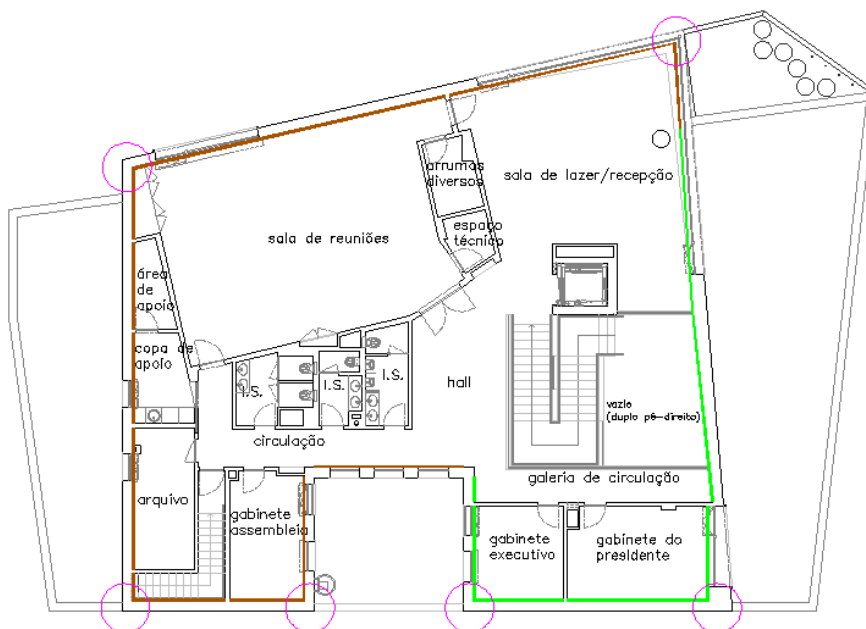 arrumos
diversos
sala de lazer/recepção
espaço
técnico
sala de reuniões
área
de
apoio
copa de
apoio
I.S.
I.S.
I.S.
hall
vazio
(duplo pé-direito)
circulação
galeria de circulação
arquivo
gabinete
assembleia
gabinete
executivo
gabinete do
presidente